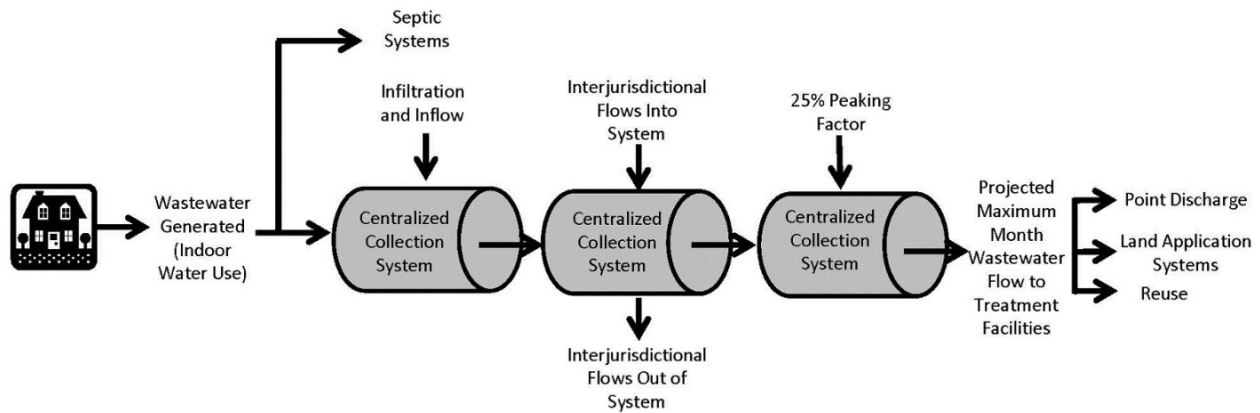 Septic
Systems
Infiltration
and Inflow
Interjurisdictional
Flows Into
System
25% Peaking
Factor
Wastewater
Generated
(Indoor
Water Use)
Centralized
Collection
System
Centralized
Collection
System
Centralized
Collection
System
Projected
Maximum
Month
Wastewater
Flow to
Treatment
Facilities
Point Discharge
Land Application
Systems
Reuse
Interjurisdictional
Flows Out of
System